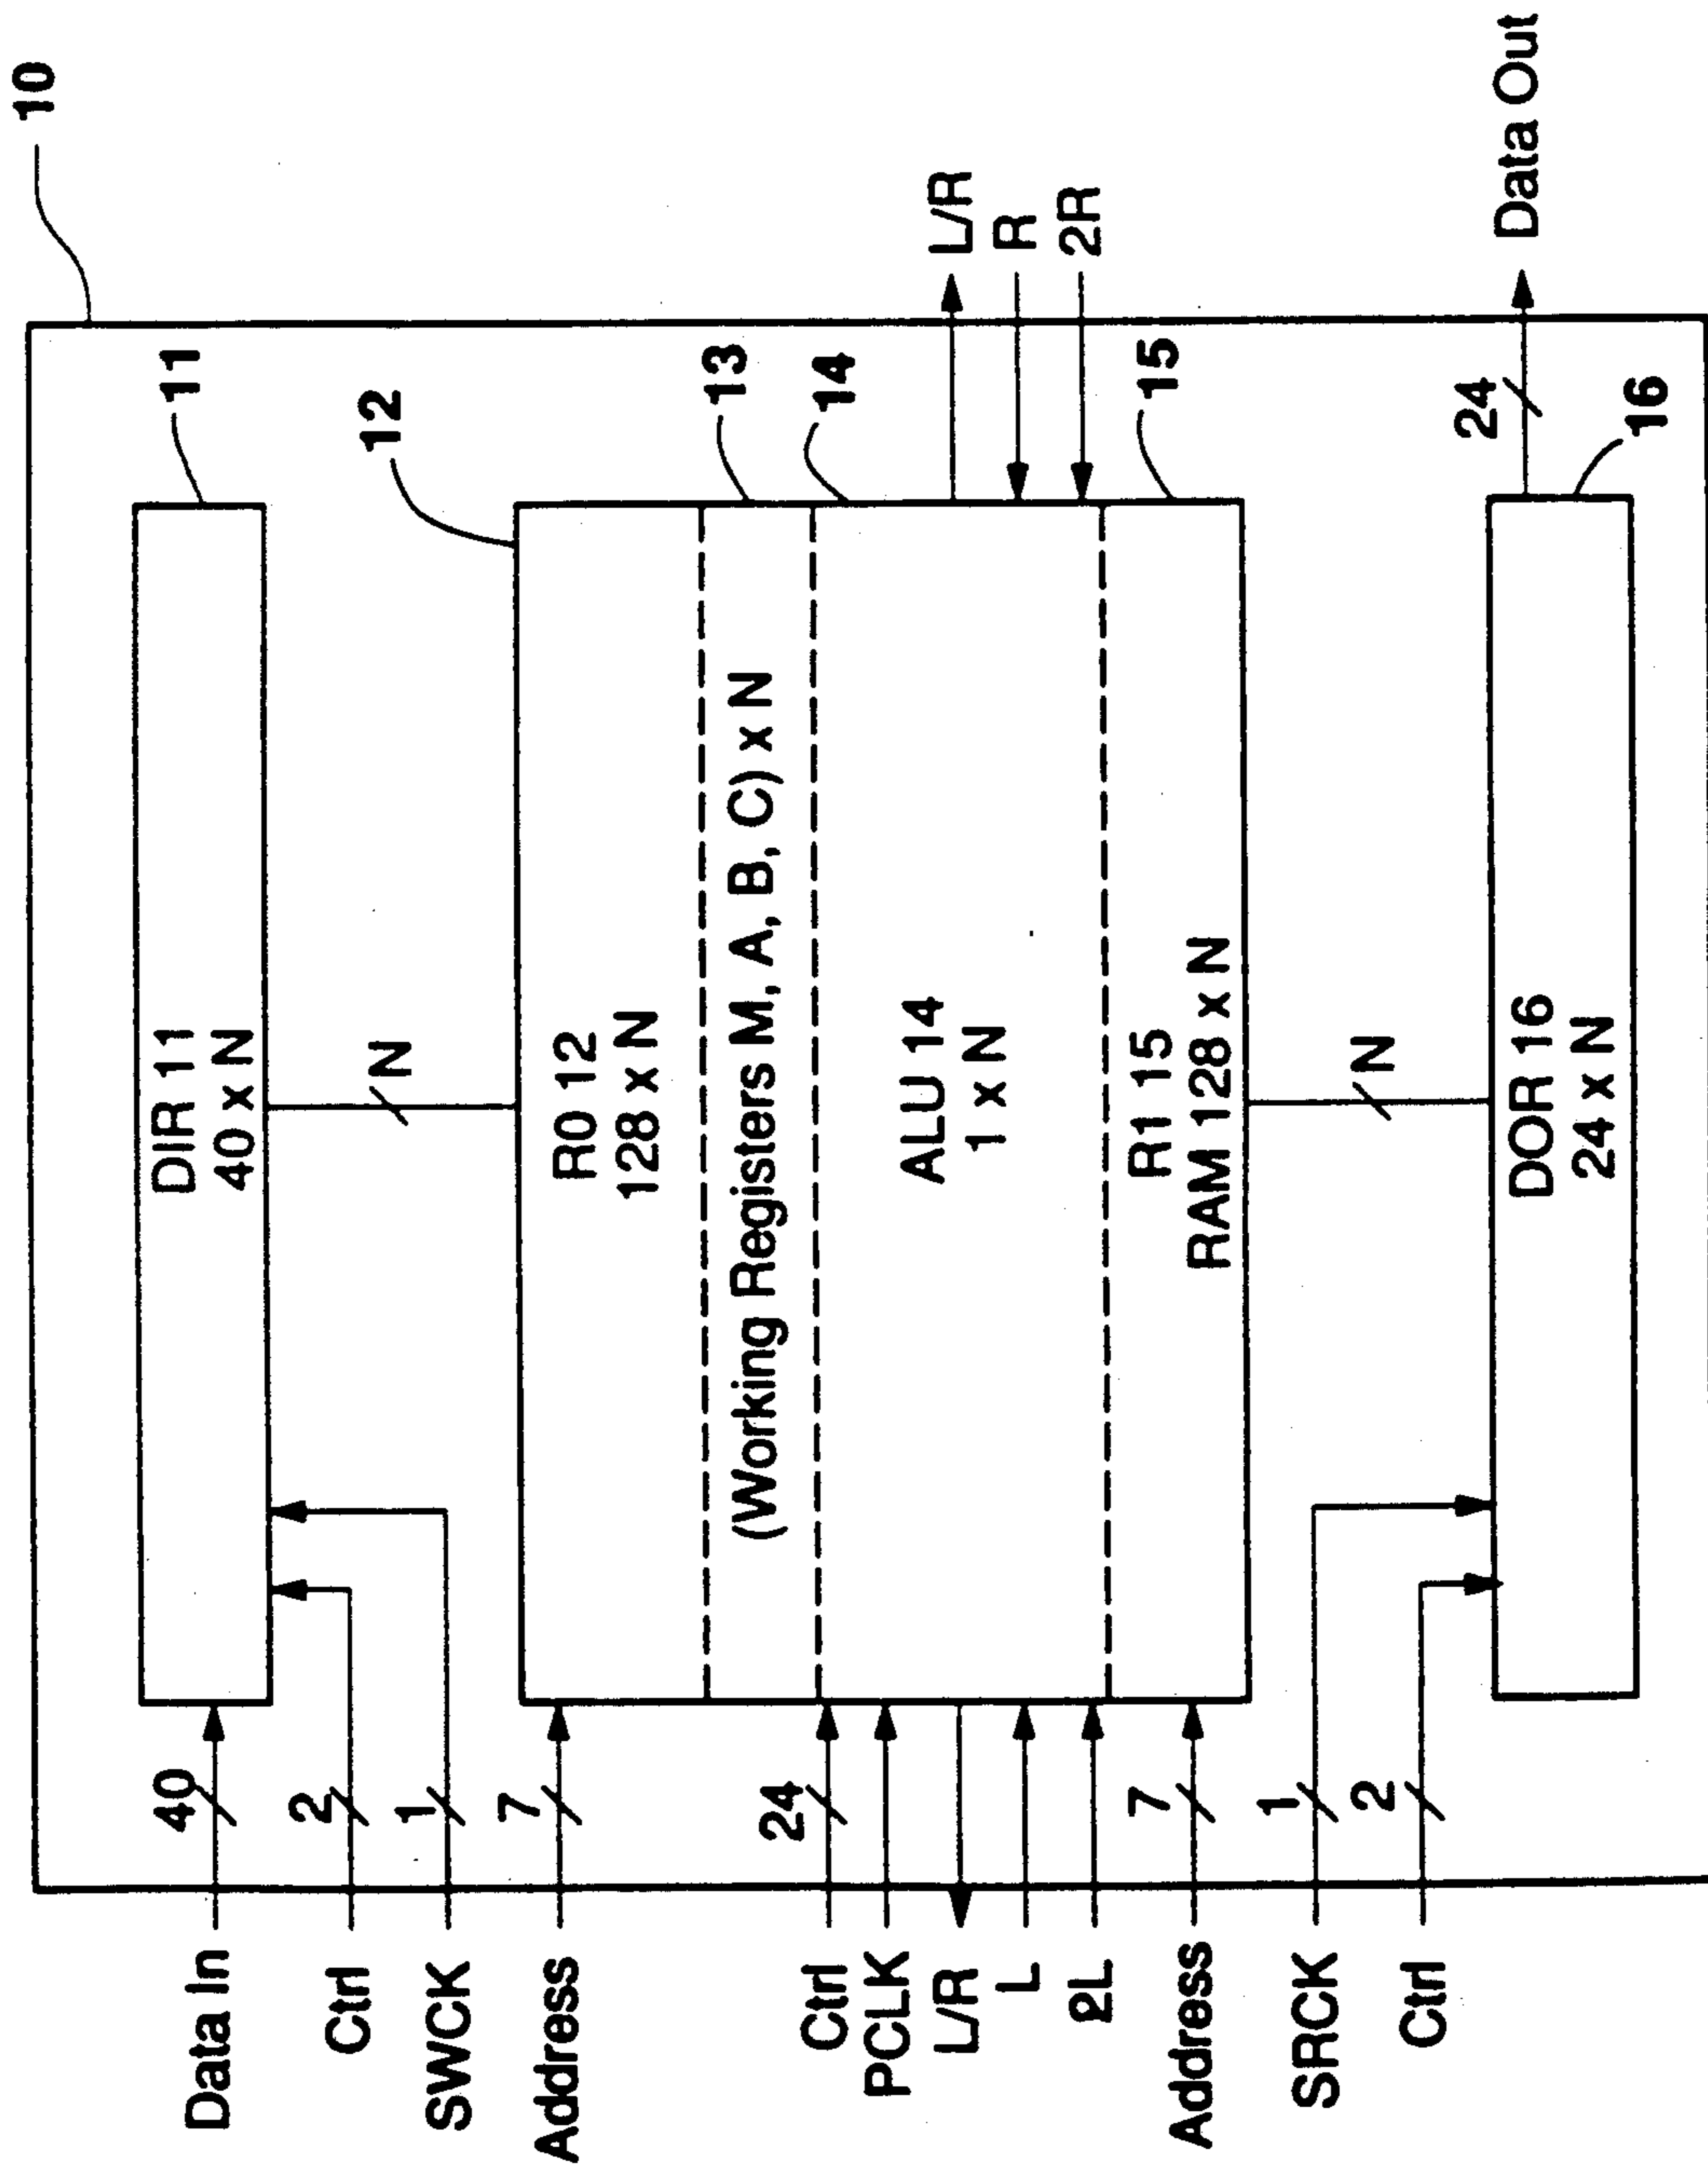 10
11
DIR 11
40 x N
Data In
40
Ctrl
2
SWCK
1
N
12
Address
7
R0 12
128 x N
13
(Working Registers M, A, B, C) x N
14
Ctrl
24
PCLK
L/R
L
2L
ALU 14
1 x N
L/R
R
2R
15
Address
7
R1 15
RAM 128 x N
N
SRCK
1
Ctrl
2
DOR 16
24 x N
24
Data Out
16